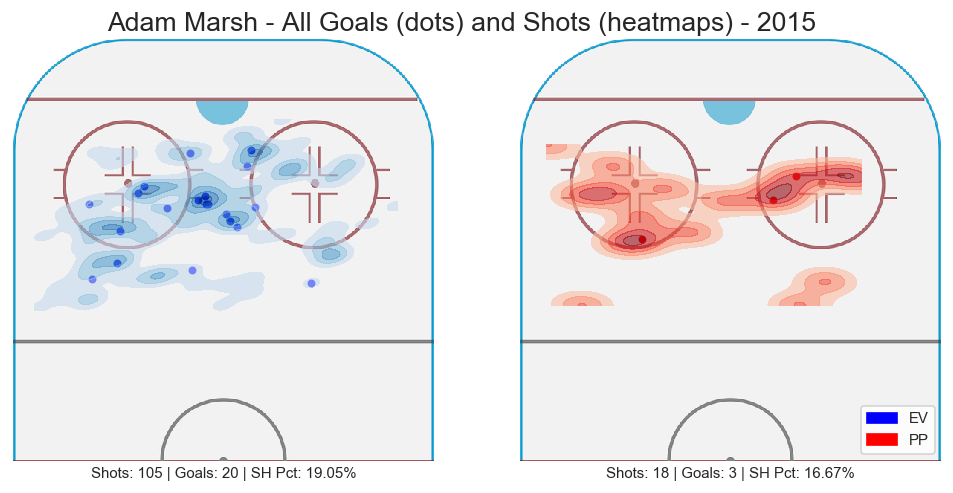 Adam Marsh - All Goals (dots) and Shots (heatmaps) - 2015
EV
PP
Shots: 105 | Goals: 20 | SH Pct: 19.05%
Shots: 18 | Goals: 3 | SH Pct: 16.67%